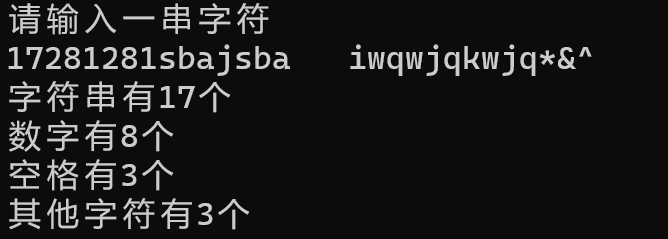 请输入一串字符
17281281sbajsba   iwqwjqkwjq*&^
字符串有17个
数字有8个
空格有3个
其他字符有3个